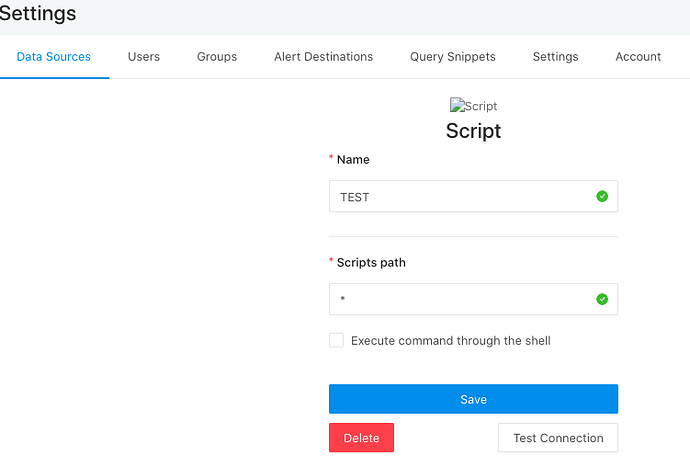 Settings
Data Sources Users Groups Alert Destinations Query Snippets Settings Account
Script
Script
* Name
TEST
* Scripts path
*
Execute command through the shell
Save
Delete Test Connection